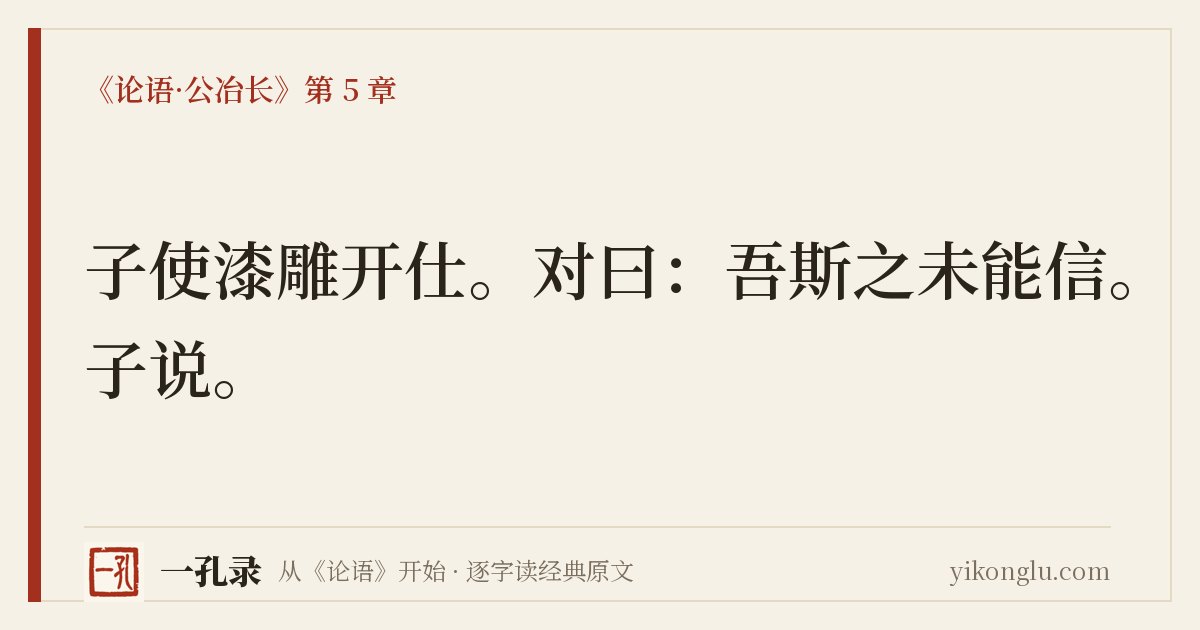 《论语·公冶长》第 5 章
子使漆雕开仕。对曰：吾斯之未能信。
子说。
一孔
一孔录 从《论语》开始 · 逐字读经典原文 yikonglu.com